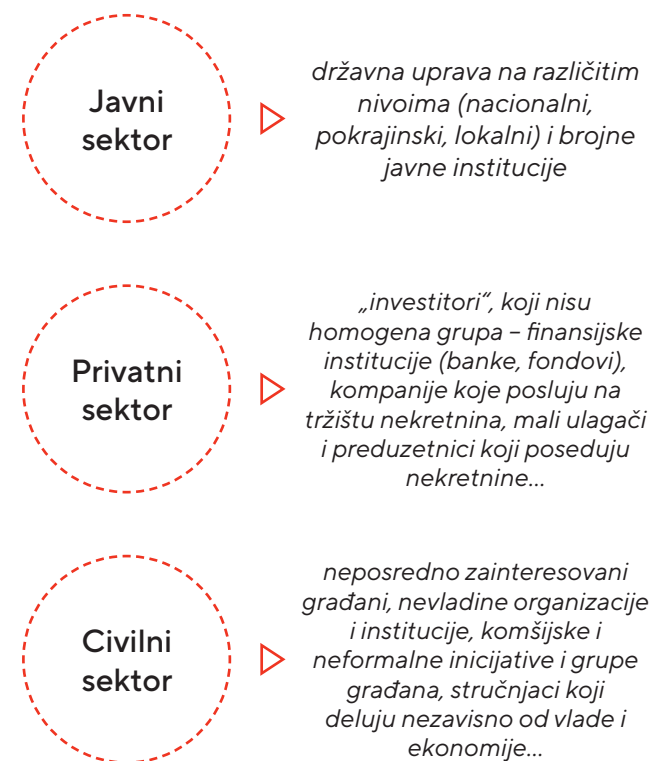 Javni
sektor
državna uprava na različitim
nivoima (nacionalni,
pokrajinski, lokalni) i brojne
javne institucije
Privatni
sektor
„investitori“, koji nisu
homogena grupa – finansijske
institucije (banke, fondovi),
kompanije koje posluju na
tržištu nekretnina, mali ulagači
i preduzetnici koji poseduju
nekretnine...
Civilni
sektor
neposredno zainteresovani
građani, nevladine organizacije
i institucije, komšijske i
neformalne inicijative i grupe
građana, stručnjaci koji
deluju nezavisno od vlade i
ekonomije...